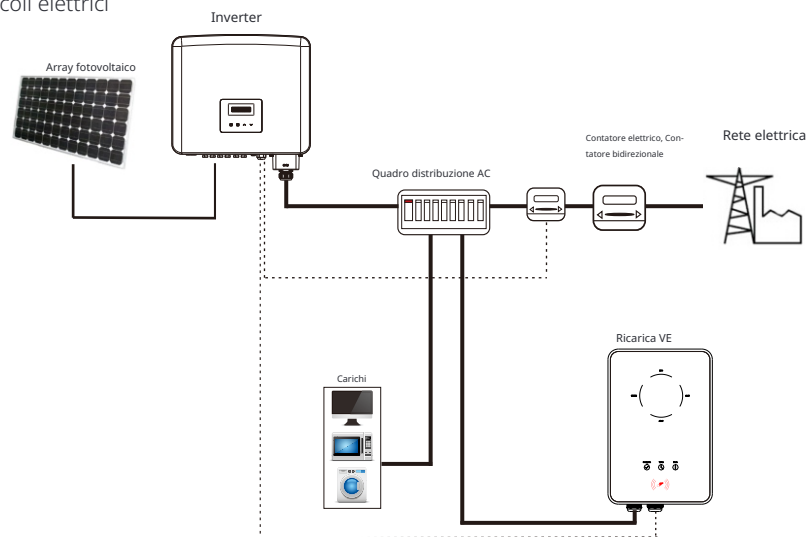 coli elettrici
Inverter
Array fotovoltaico
Contatore elettrico, Con-
tatore bidirezionale
Rete elettrica
Quadro distribuzione AC
Ricarica VE
Carichi